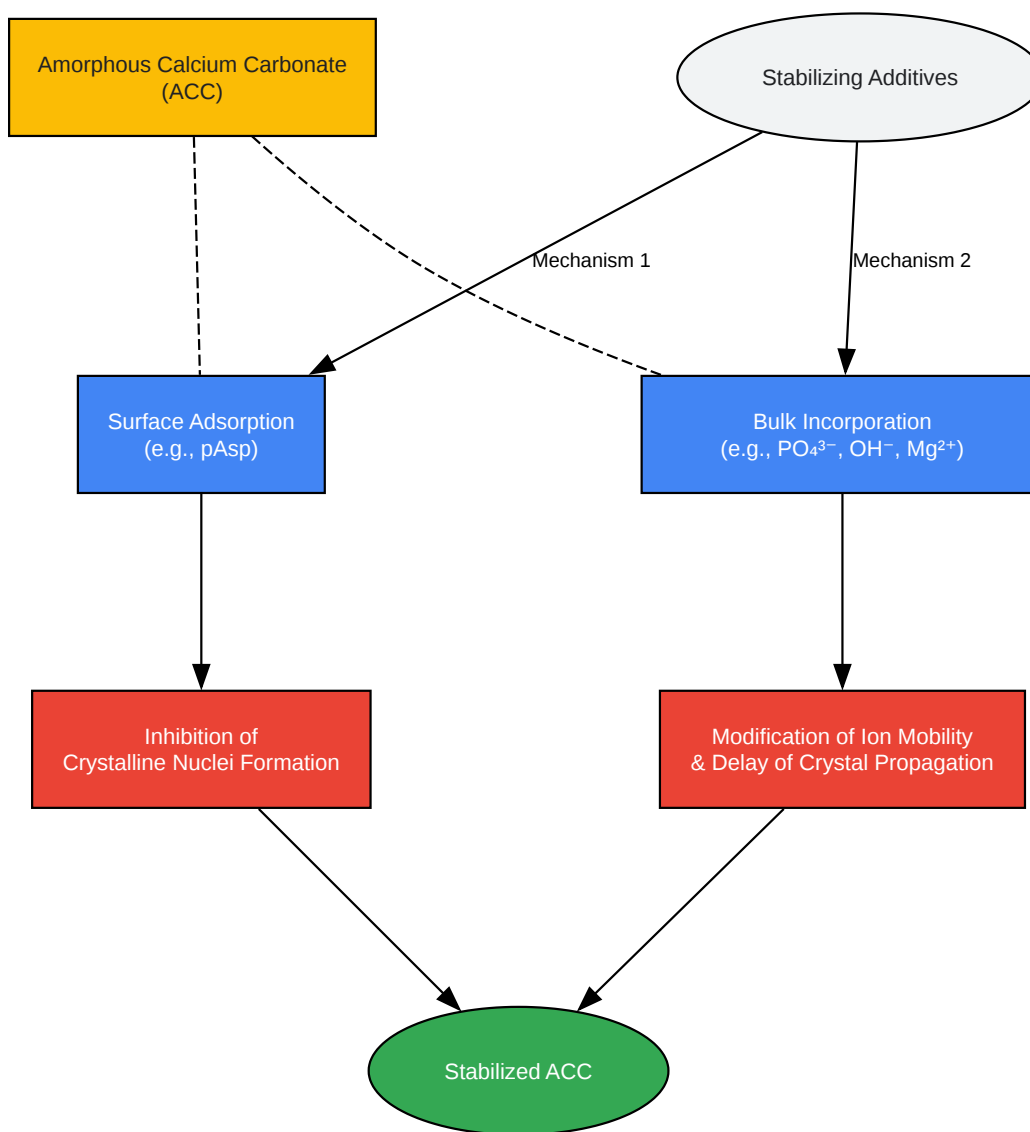 Amorphous Calcium Carbonate
(ACC)
Stabilizing Additives
Mechanism 1
Mechanism 2
Surface Adsorption
(e.g., pAsp)
Bulk Incorporation
(e.g., PO₄³⁻, OH⁻, Mg²⁺)
Inhibition of
Crystalline Nuclei Formation
Modification of Ion Mobility
& Delay of Crystal Propagation
Stabilized ACC